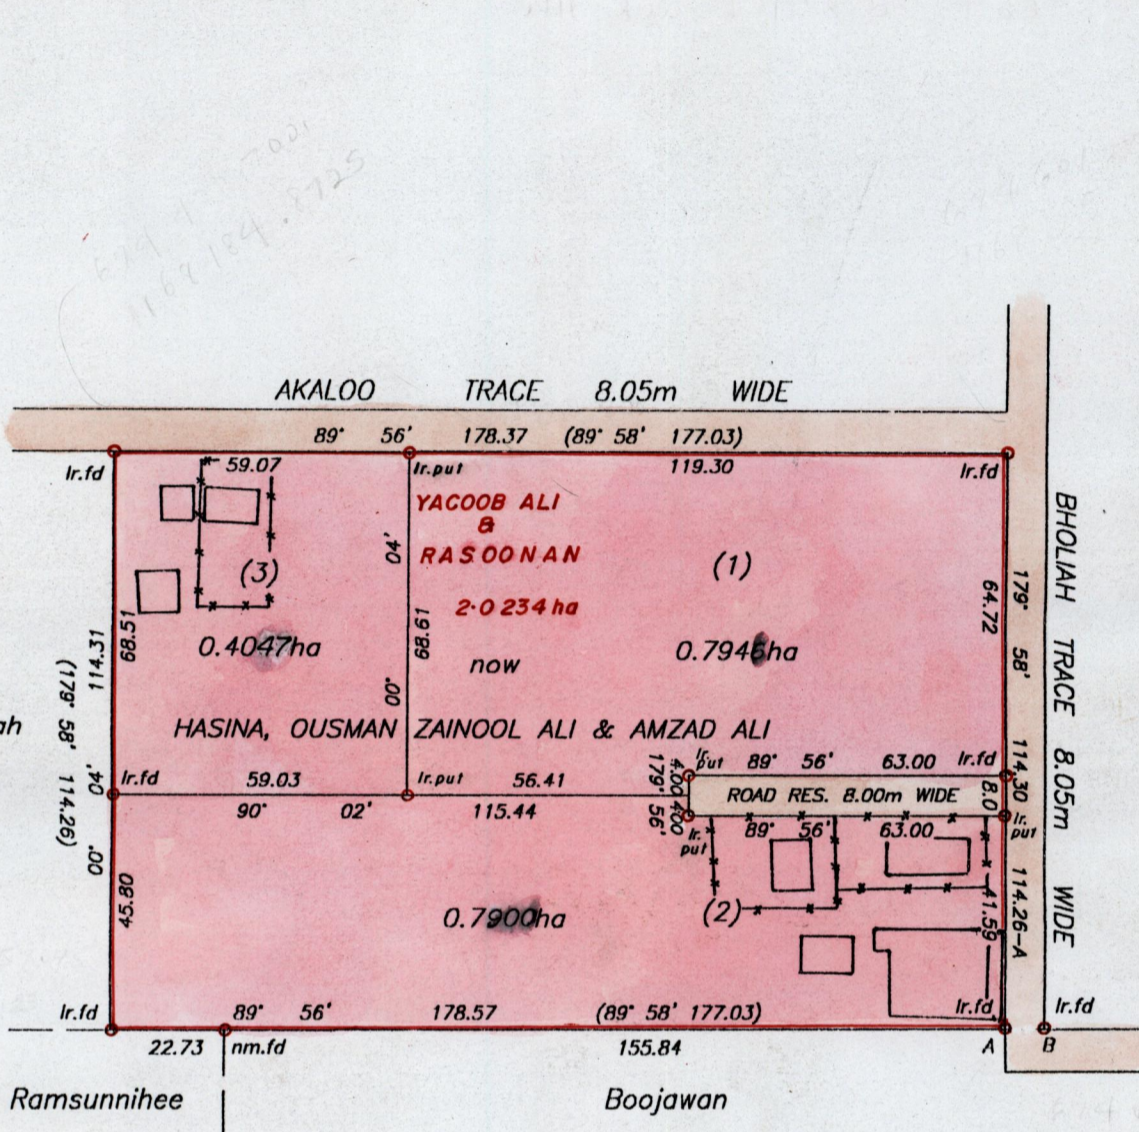 AKALOO TRACE 8.05m WIDE
89° 56' 178.37 (89° 58' 177.03)
Ir.fd
59.07
Ir.put
119.30
Ir.fd
YACOOB ALI
&
RASOONAN
2.0234ha
now
(3)
(1)
0.4047ha
0.7946ha
HASINA, OUSMAN ZAINOOL ALI & AMZAD ALI
68.51
00° 04'
68.61
64.72
114.31
(179° 58' 114.26)
00° 04'
45.80
179° 58'
114.30
114.26-A
BHOLIAH TRACE 8.05m WIDE
ah
Ir.fd
59.03
Ir.put
56.41
90° 02' 115.44
Ir.put
89° 56' 63.00
Ir.fd
4.00 4.00
179° 56'
ROAD RES. 8.00m WIDE
8.0
Ir.put
89° 56' 63.00
Ir.put
(2)
0.7900ha
41.59
Ir.fd
89° 56' 178.57 (89° 58' 177.03)
Ir.fd
Ir.fd
22.73
nm.fd
155.84
A
B
Ramsunnihee
Boojawan